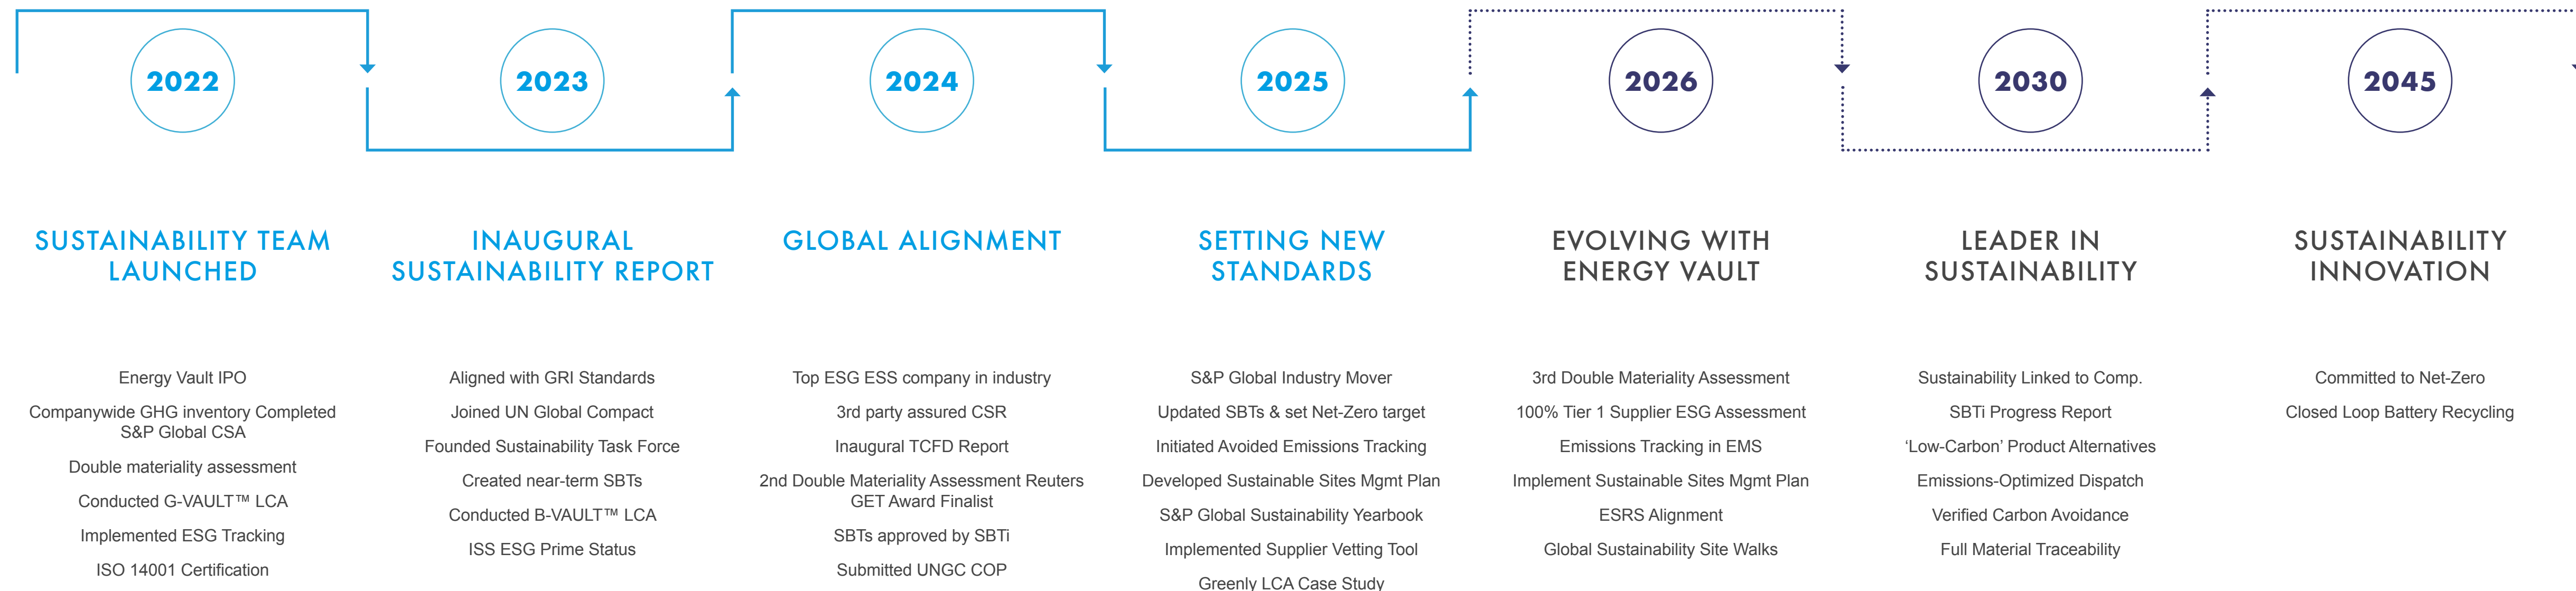 2022
SUSTAINABILITY TEAM
LAUNCHED
Energy Vault IPO
Companywide GHG inventory Completed
S&P Global CSA
Double materiality assessment
Conducted G-VAULT™ LCA
Implemented ESG Tracking
ISO 14001 Certification
2023
INAUGURAL
SUSTAINABILITY REPORT
Aligned with GRI Standards
Joined UN Global Compact
Founded Sustainability Task Force
Created near-term SBTs
Conducted B-VAULT™ LCA
ISS ESG Prime Status
2024
GLOBAL ALIGNMENT
Top ESG ESS company in industry
3rd party assured CSR
Inaugural TCFD Report
2nd Double Materiality Assessment Reuters
GET Award Finalist
SBTs approved by SBTi
Submitted UNGC COP
2025
SETTING NEW
STANDARDS
S&P Global Industry Mover
Updated SBTs & set Net-Zero target
Initiated Avoided Emissions Tracking
Developed Sustainable Sites Mgmt Plan
S&P Global Sustainability Yearbook
Implemented Supplier Vetting Tool
Greenly LCA Case Study
2026
EVOLVING WITH
ENERGY VAULT
3rd Double Materiality Assessment
100% Tier 1 Supplier ESG Assessment
Emissions Tracking in EMS
Implement Sustainable Sites Mgmt Plan
ESRS Alignment
Global Sustainability Site Walks
2030
LEADER IN
SUSTAINABILITY
Sustainability Linked to Comp.
SBTi Progress Report
‘Low-Carbon’ Product Alternatives
Emissions-Optimized Dispatch
Verified Carbon Avoidance
Full Material Traceability
2045
SUSTAINABILITY
INNOVATION
Committed to Net-Zero
Closed Loop Battery Recycling